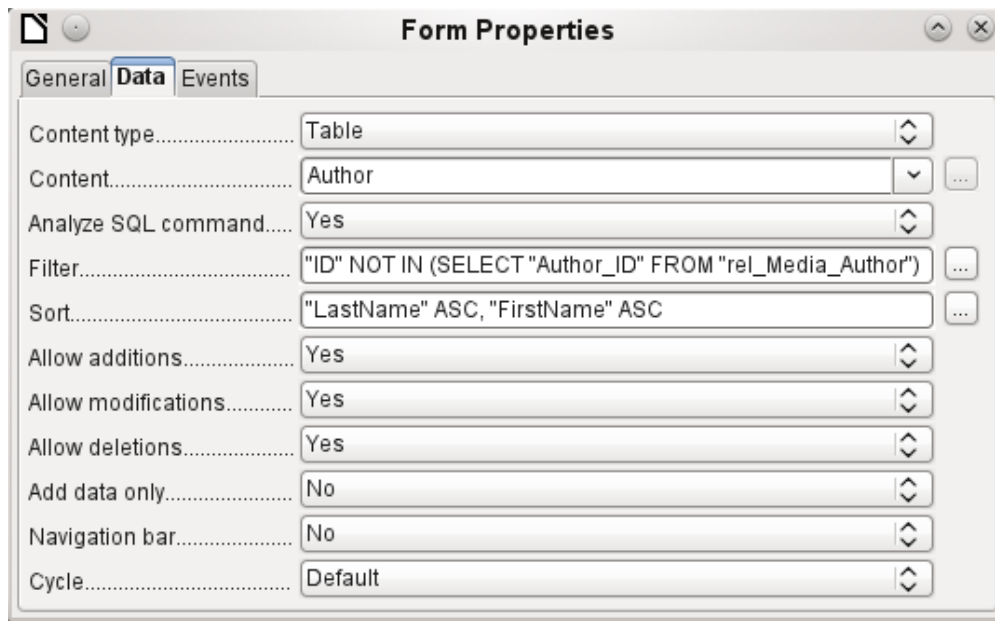 Form Properties
General Data Events
Content type........................ Table
Content................................ Author ...
Analyze SQL command..... Yes
Filter..................................... "ID" NOT IN (SELECT "Author_ID" FROM "rel_Media_Author") ...
Sort....................................... "LastName" ASC, "FirstName" ASC ...
Allow additions.................... Yes
Allow modifications............ Yes
Allow deletions.................... Yes
Add data only....................... No
Navigation bar..................... No
Cycle..................................... Default